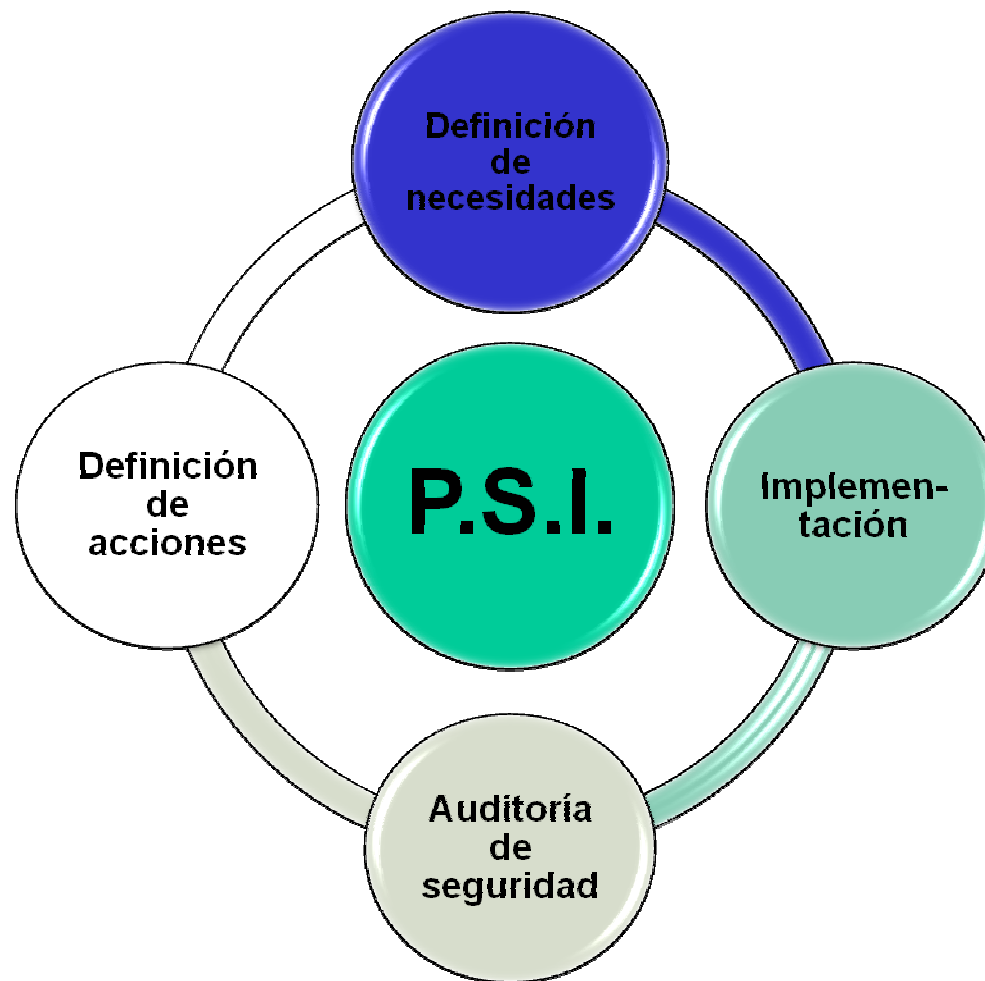 Definición
de
necesidades
Definición
de
acciones
P.S.I.
Implemen-
tación
Auditoría
de
seguridad